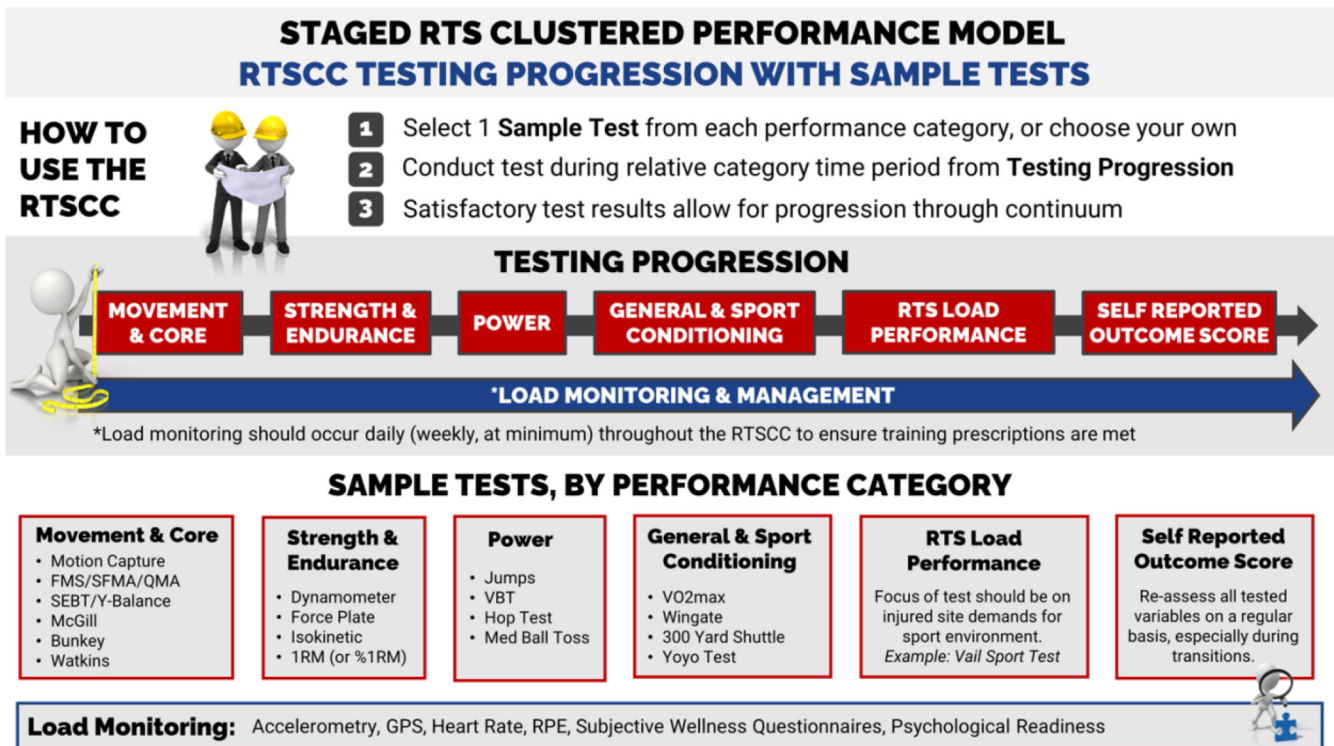 STAGED RTS CLUSTERED PERFORMANCE MODEL
RTSCC TESTING PROGRESSION WITH SAMPLE TESTS
HOW TO
USE THE
RTSCC
1 Select 1 Sample Test from each performance category, or choose your own
2 Conduct test during relative category time period from Testing Progression
3 Satisfactory test results allow for progression through continuum
TESTING PROGRESSION
MOVEMENT
& CORE
STRENGTH &
ENDURANCE
POWER
GENERAL & SPORT
CONDITIONING
RTS LOAD
PERFORMANCE
SELF REPORTED
OUTCOME SCORE
*LOAD MONITORING & MANAGEMENT
*Load monitoring should occur daily (weekly, at minimum) throughout the RTSCC to ensure training prescriptions are met
SAMPLE TESTS, BY PERFORMANCE CATEGORY
Movement & Core
• Motion Capture
• FMS/SFMA/QMA
• SEBT/Y-Balance
• McGill
• Bunkey
• Watkins
Strength &
Endurance
• Dynamometer
• Force Plate
• Isokinetic
• 1RM (or %1RM)
Power
• Jumps
• VBT
• Hop Test
• Med Ball Toss
General & Sport
Conditioning
• VO2max
• Wingate
• 300 Yard Shuttle
• Yoyo Test
RTS Load
Performance
Focus of test should be on
injured site demands for
sport environment.
Example: Vail Sport Test
Self Reported
Outcome Score
Re-assess all tested
variables on a regular
basis, especially during
transitions.
Load Monitoring: Accelerometry, GPS, Heart Rate, RPE, Subjective Wellness Questionnaires, Psychological Readiness